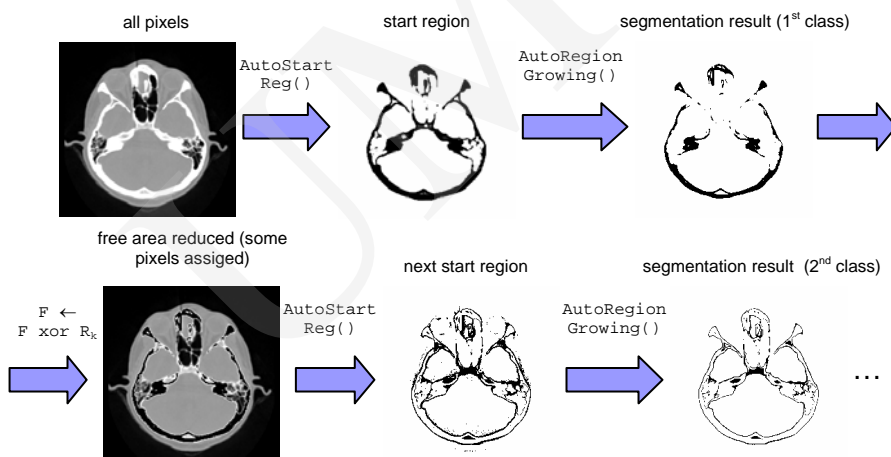 all pixels
start region
segmentation result (1st class)
AutoStart
Reg()
AutoRegion
Growing()
free area reduced (some
pixels assiged)
next start region
segmentation result (2nd class)
F ←
F xor Rk
AutoStart
Reg()
AutoRegion
Growing()
...